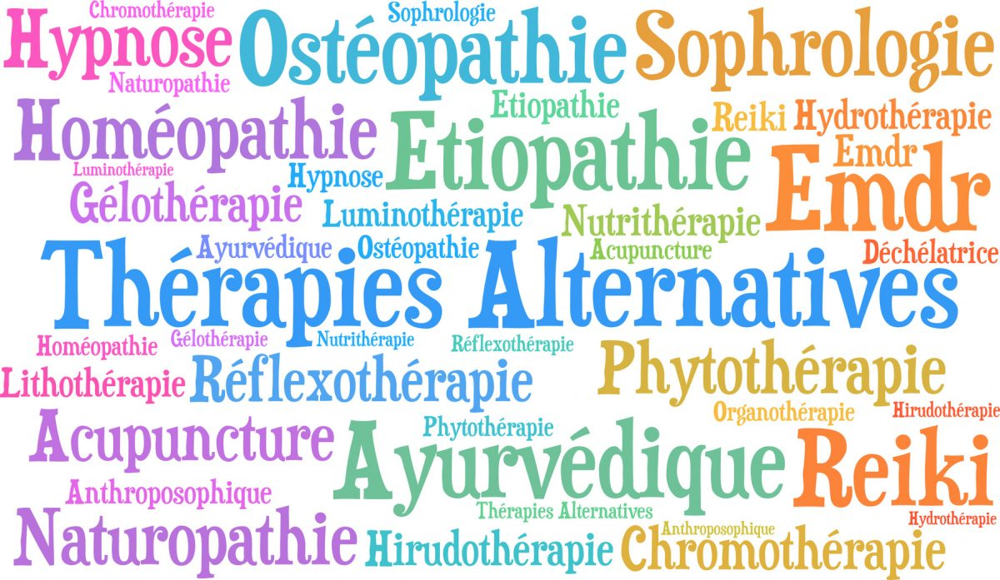 Chromothérapie
Hypnose
Naturopathie
Ostéopathie
Sophrologie
Sophrologie
Homéopathie
Etiopathie
Etiopathie
Reiki
Hydrothérapie
Emdr
Emdr
Luminothérapie
Hypnose
Gélothérapie
Luminothérapie
Nutrithérapie
Ayurvédique
Ostéopathie
Acupuncture
Déchélatrice
Thérapies Alternatives
Homéopathie
Gélothérapie
Nutrithérapie
Réflexothérapie
Phytothérapie
Lithothérapie
Réflexothérapie
Organothérapie
Hirudothérapie
Acupuncture
Phytothérapie
Ayurvédique
Reiki
Anthroposophique
Thérapies Alternatives
Hydrothérapie
Naturopathie
Hirudothérapie
Anthroposophique
Chromothérapie